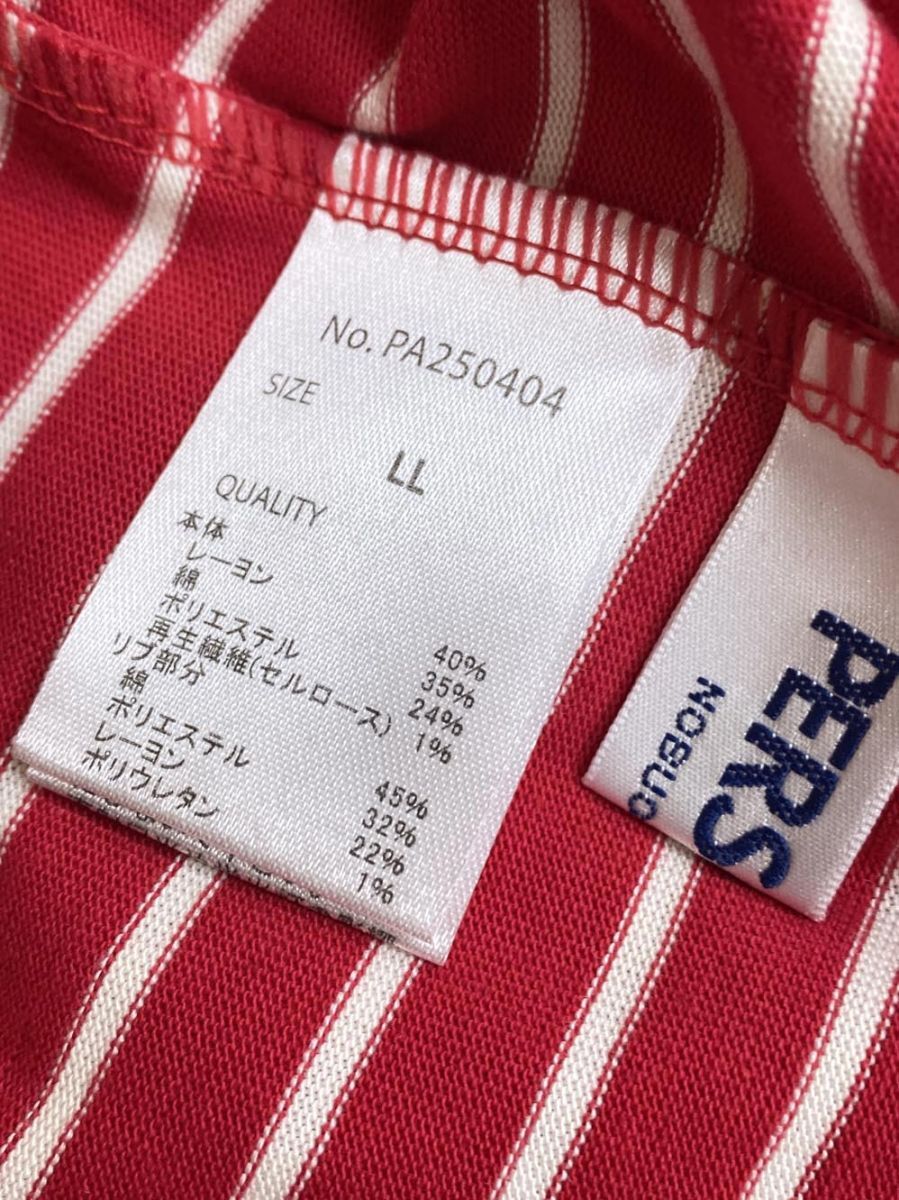 No. PA250404
SIZE
LL
QUALITY
本体
レーヨン 40%
綿 35%
ポリエステル 24%
再生繊維(セルロース) 1%
リブ部分
綿 45%
ポリエステル 32%
レーヨン 22%
ポリウレタン 1%
PERS
NOBUO